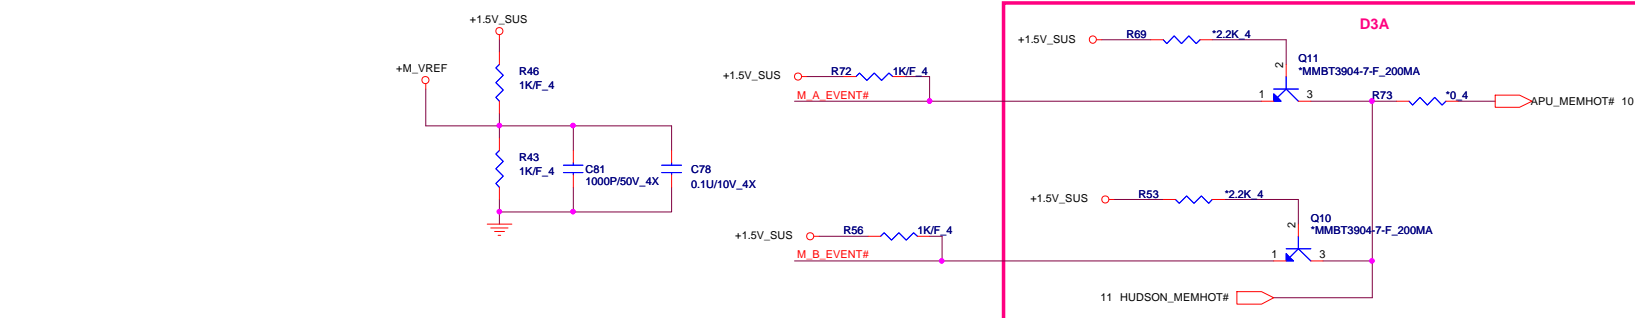 +1.5V_SUS
+M_VREF
R46
1K/F_4
R43
1K/F_4
C81
1000P/50V_4X
C78
0.1U/10V_4X
+1.5V_SUS
R72
1K/F_4
M_A_EVENT#
+1.5V_SUS
R56
1K/F_4
M_B_EVENT#
D3A
+1.5V_SUS
R69
*2.2K_4
Q11
*MMBT3904-7-F_200MA
2
1
3
R73
*0_4
APU_MEMHOT# 10
+1.5V_SUS
R53
*2.2K_4
Q10
*MMBT3904-7-F_200MA
2
1
3
11 HUDSON_MEMHOT#